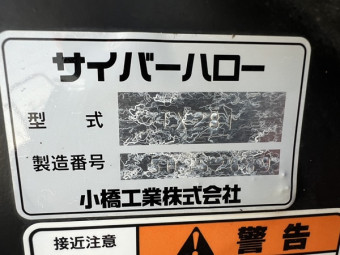 サイバーハロー
型式
製造番号
小橋工業株式会社
接近注意
警告